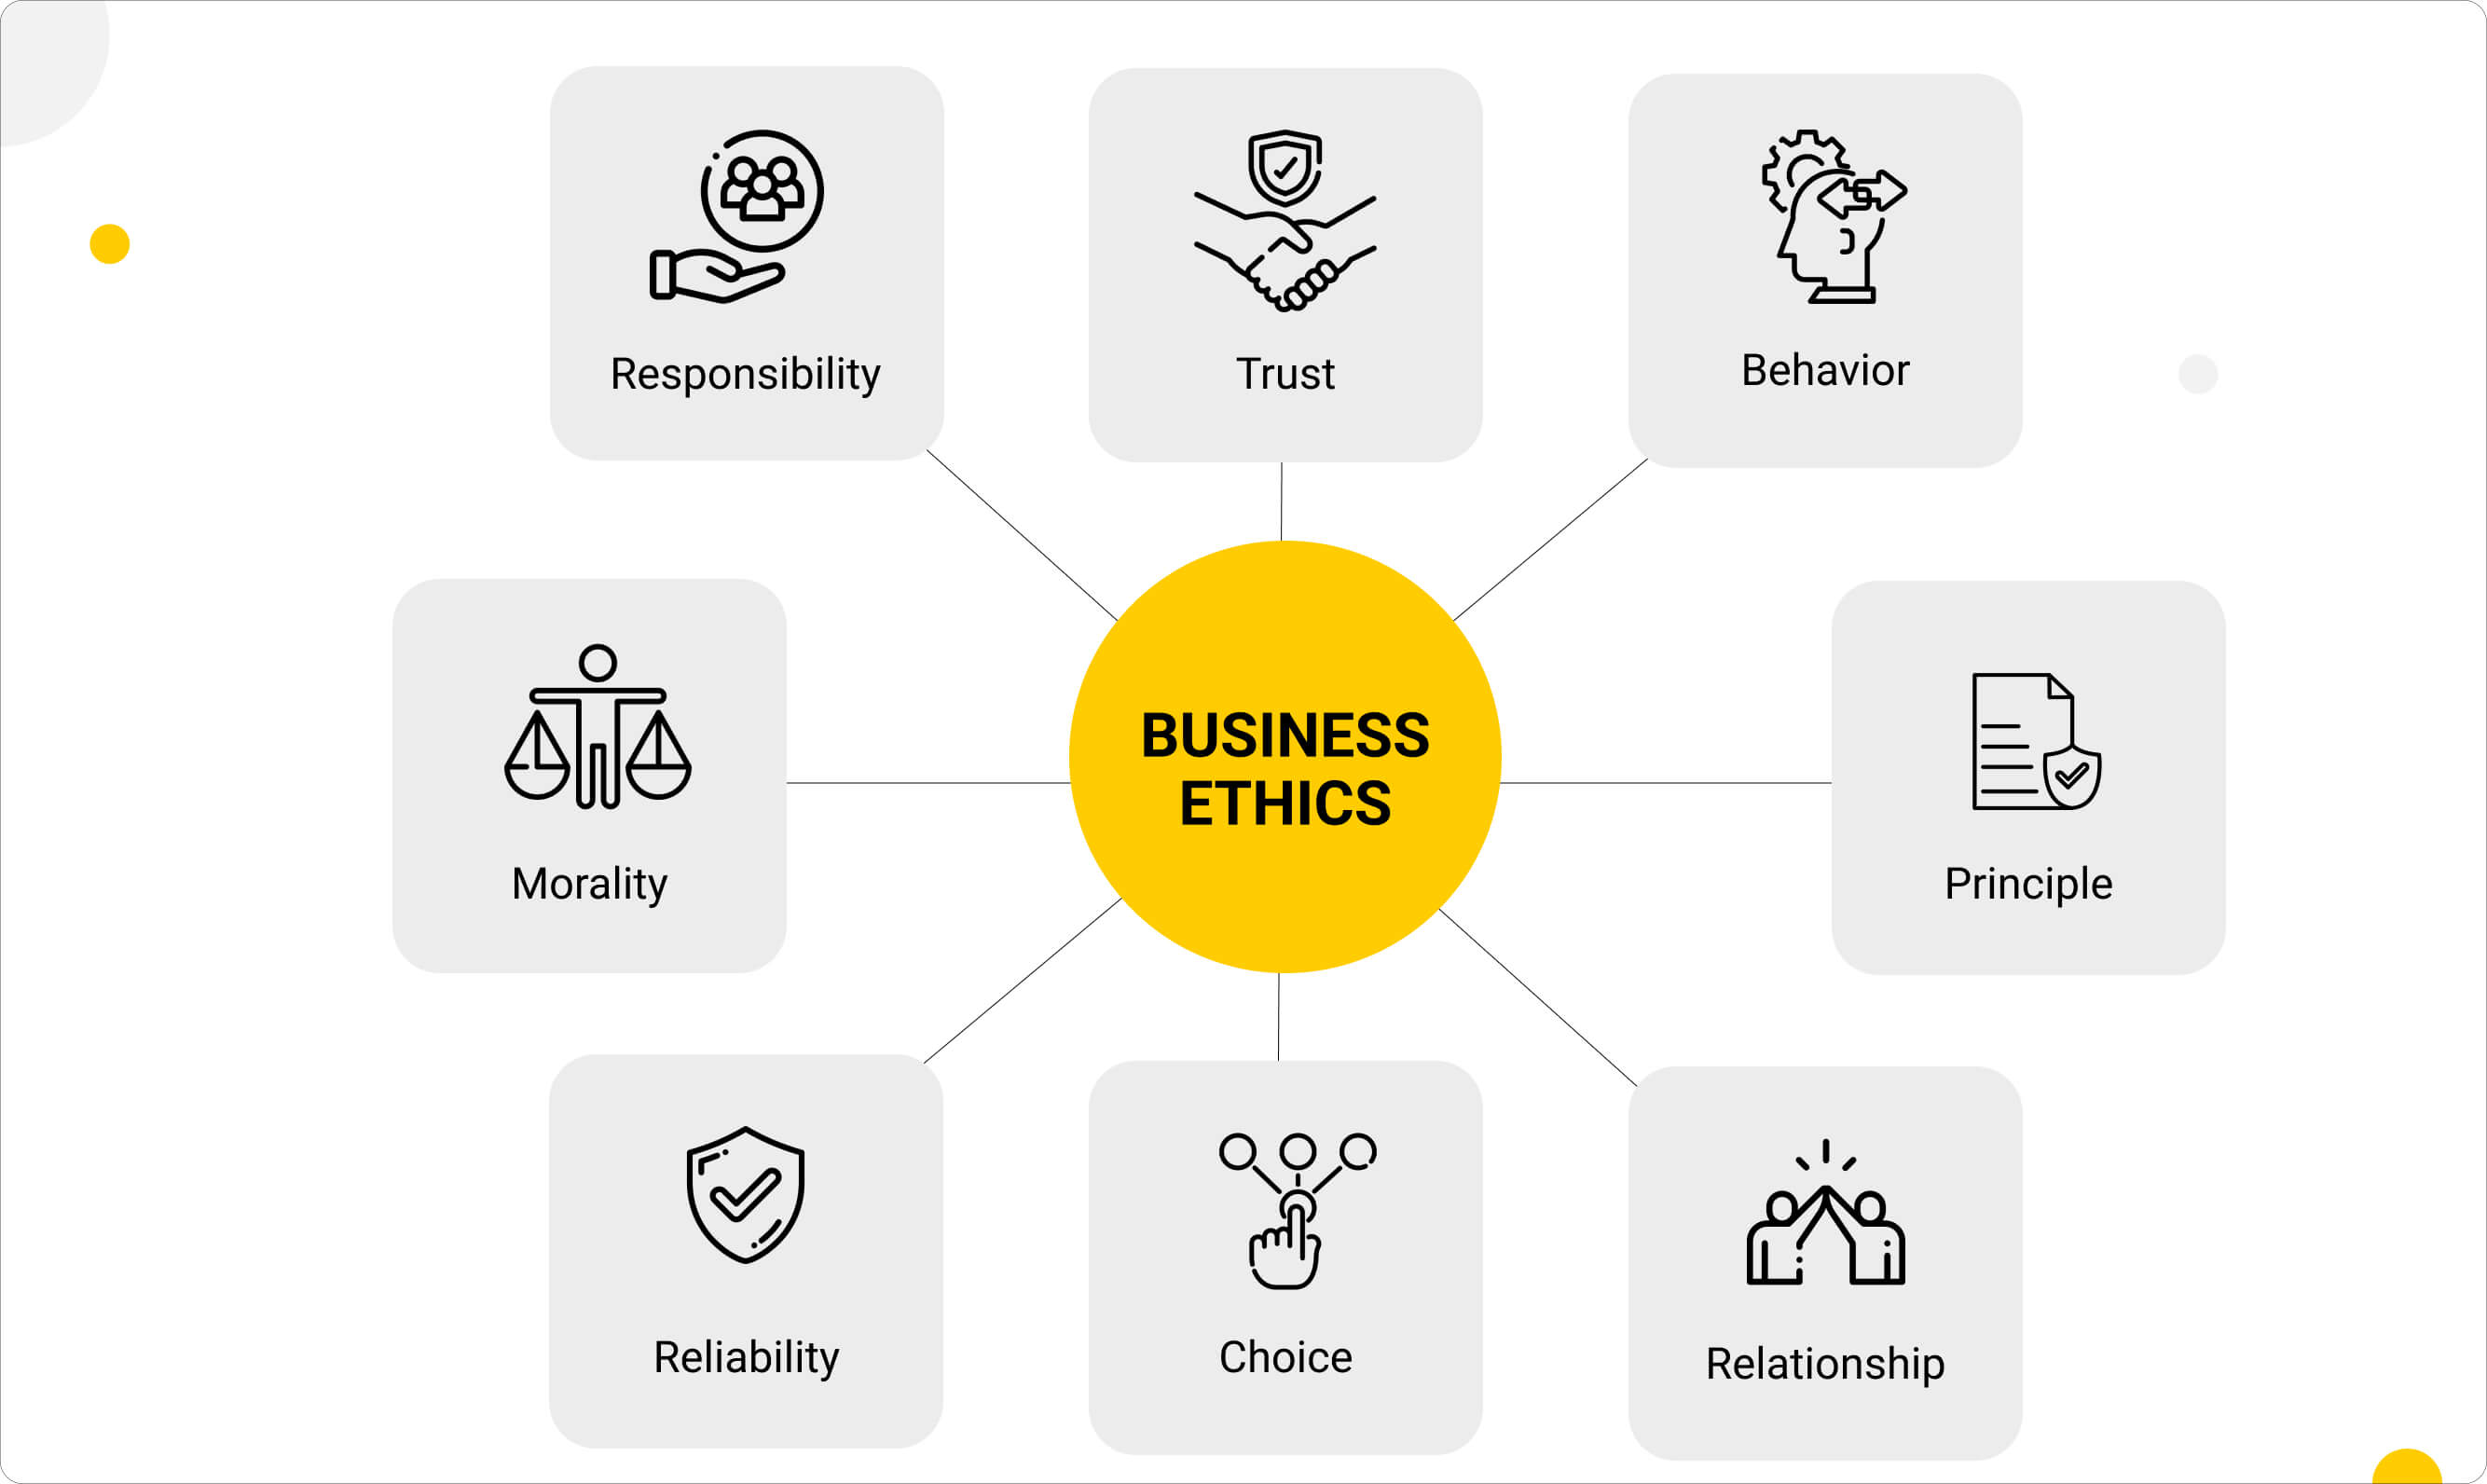 Responsibility
Trust
Behavior
BUSINESS
ETHICS
Morality
Principle
Reliability
Choice
Relationship